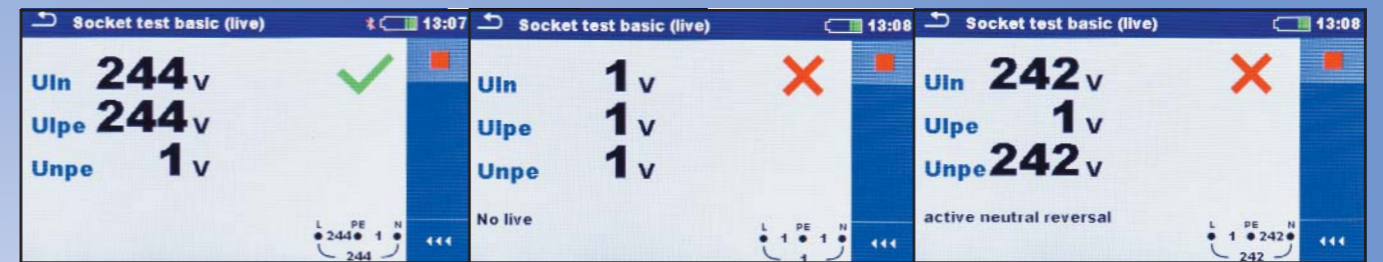 Socket test basic (live) 13:07
Uln 244 V
Ulpe 244 V
Unpe 1 V
L PE N
244 1
244
Socket test basic (live) 13:08
Uln 1 V
Ulpe 1 V
Unpe 1 V
No live
L PE N
1 1
1
Socket test basic (live) 13:08
Uln 242 V
Ulpe 1 V
Unpe 242 V
active neutral reversal
L PE N
1 242
242